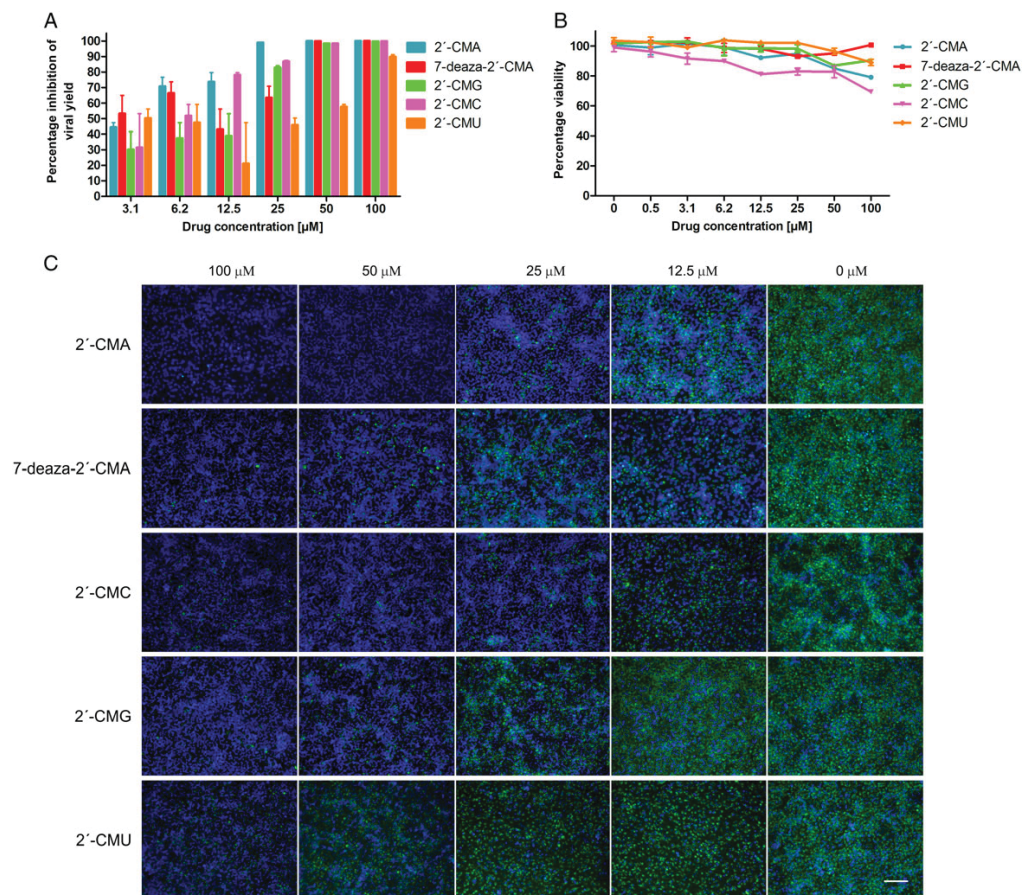 A
Percentage inhibition of
viral yield
100
90
80
70
60
50
40
30
20
10
0
3.1 6.2 12.5 25 50 100
Drug concentration [µM]
2´-CMA
7-deaza-2´-CMA
2´-CMG
2´-CMC
2´-CMU
B
Percentage viability
100
80
60
40
20
0
0 0.5 3.1 6.2 12.5 25 50 100
Drug concentration [µM]
2´-CMA
7-deaza-2´-CMA
2´-CMG
2´-CMC
2´-CMU
C
100 µM 50 µM 25 µM 12.5 µM 0 µM
2´-CMA
7-deaza-2´-CMA
2´-CMC
2´-CMG
2´-CMU